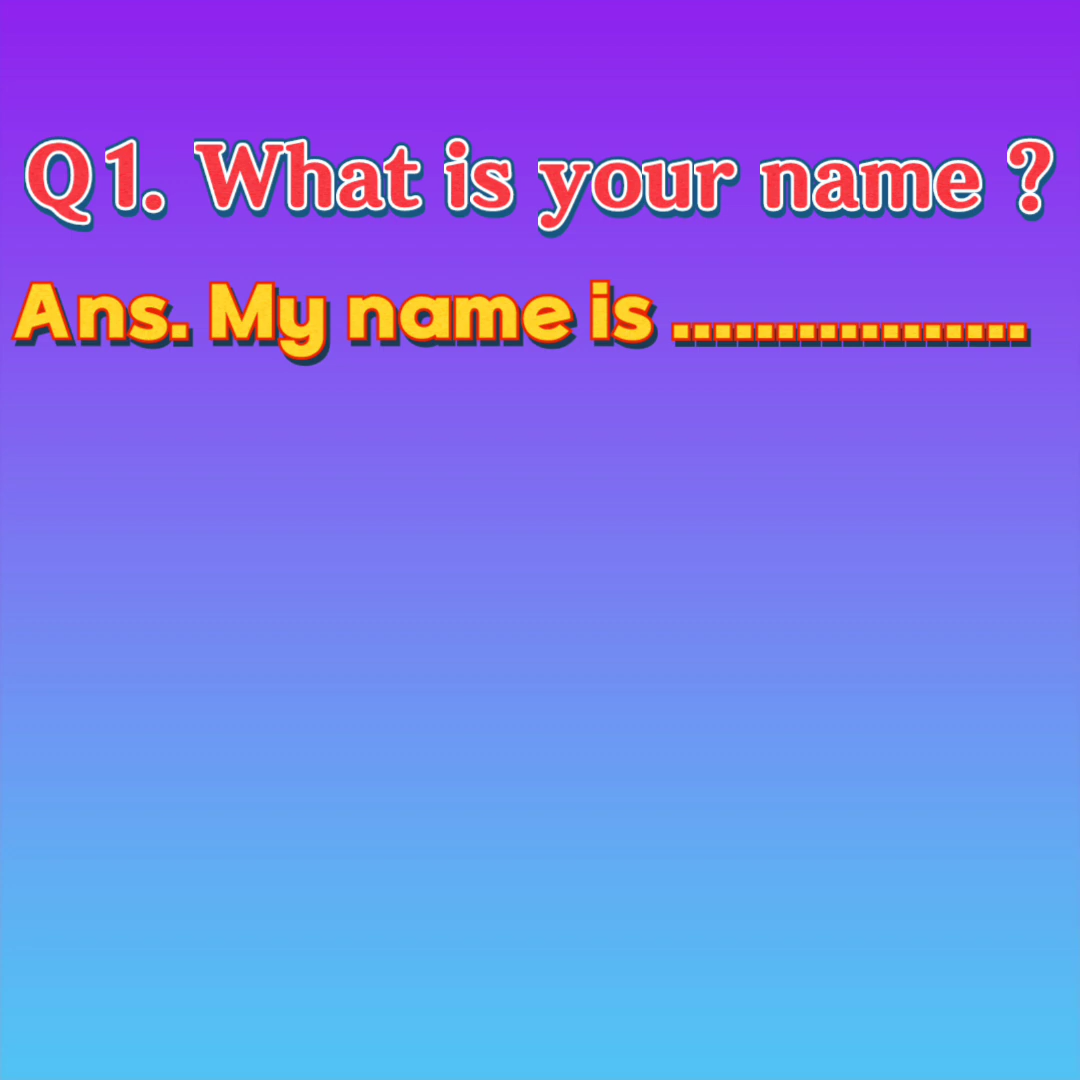 Q1. What is your name ?
Ans. My name is .................